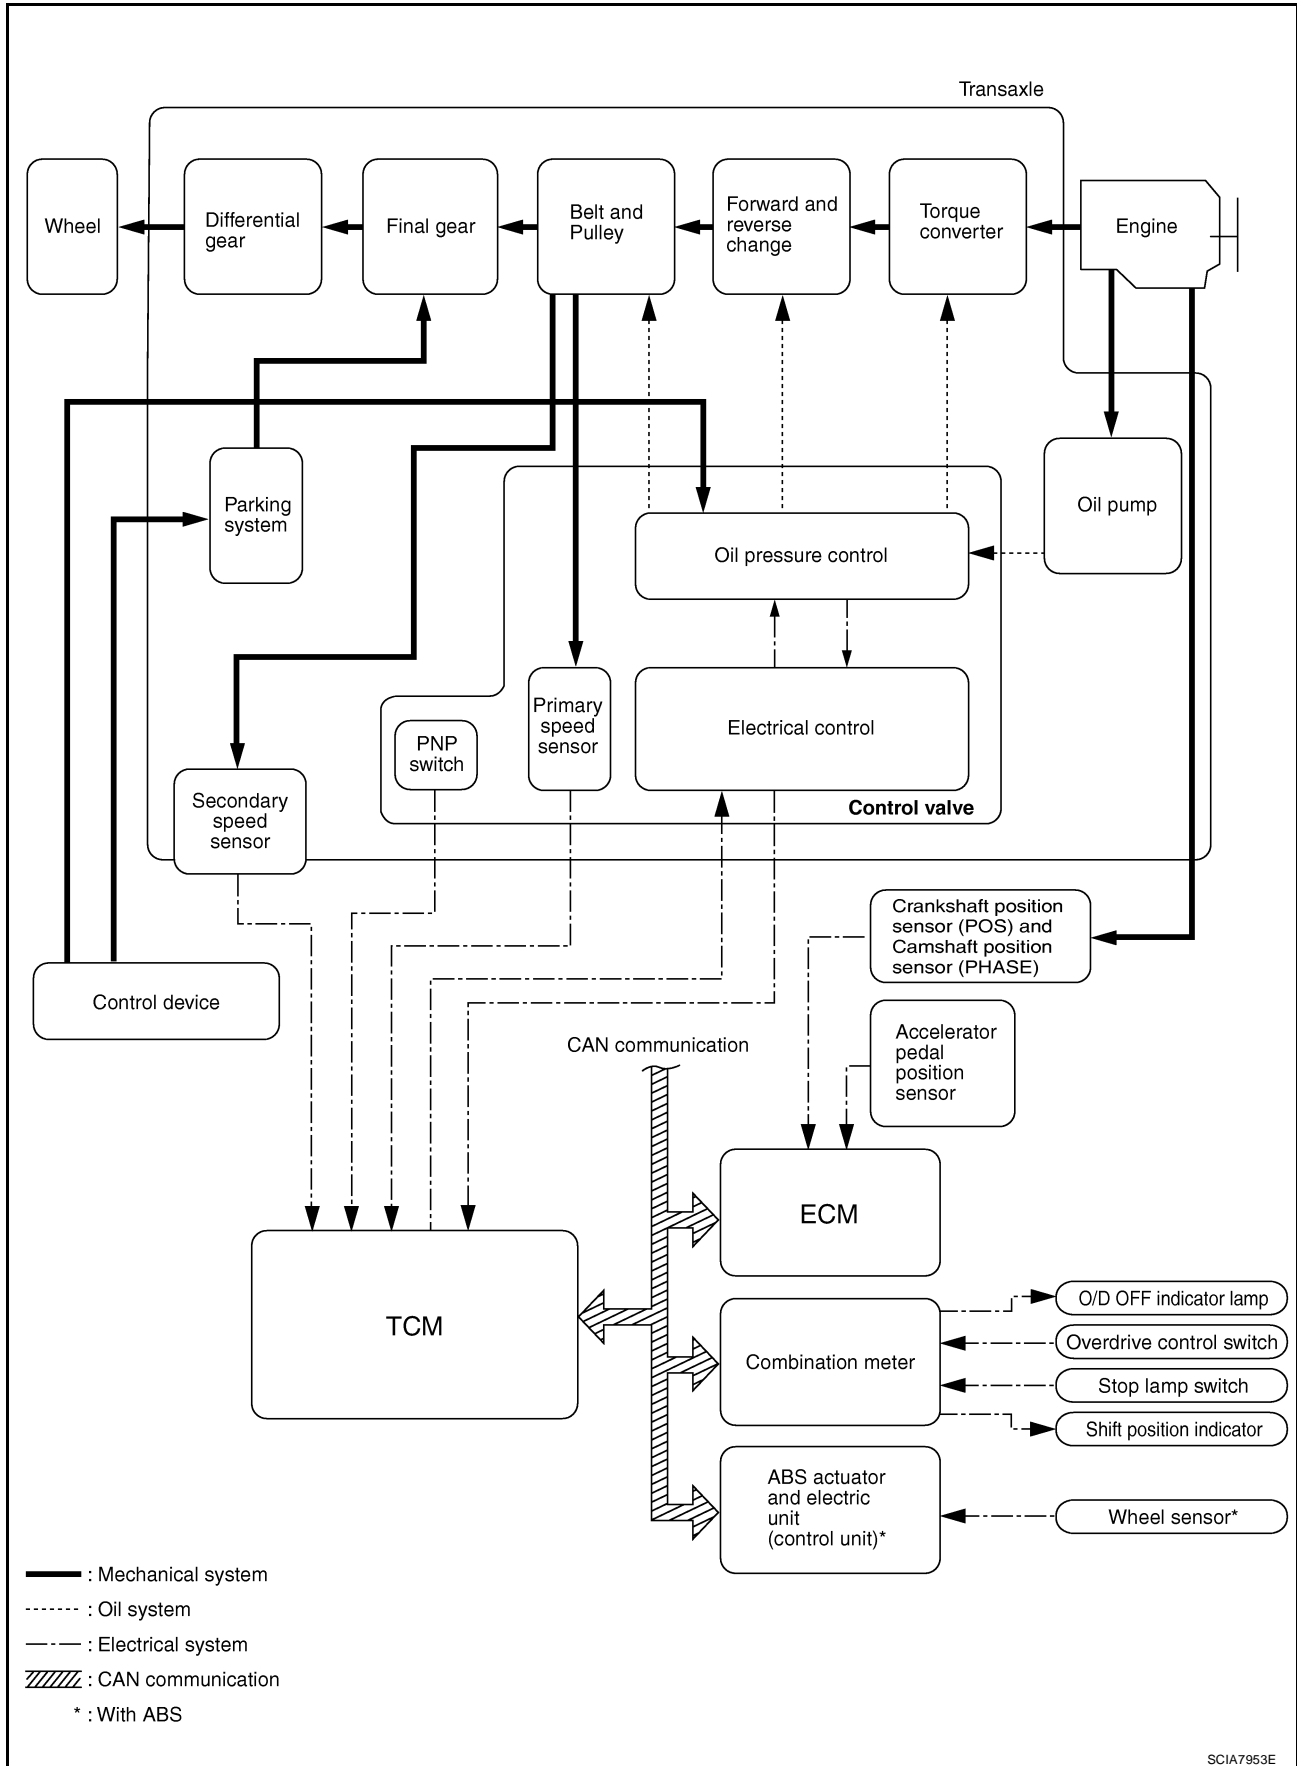 Transaxle
Wheel
Differential
gear
Final gear
Belt and
Pulley
Forward and
reverse
change
Torque
converter
Engine
Parking
system
Oil pump
Oil pressure control
Primary
speed
sensor
Electrical control
PNP
switch
Control valve
Secondary
speed
sensor
Crankshaft position
sensor (POS) and
Camshaft position
sensor (PHASE)
Control device
Accelerator
pedal
position
sensor
CAN communication
ECM
TCM
O/D OFF indicator lamp
Overdrive control switch
Combination meter
Stop lamp switch
Shift position indicator
ABS actuator
and electric
unit
(control unit)*
Wheel sensor*
: Mechanical system
: Oil system
: Electrical system
: CAN communication
* : With ABS
SCIA7953E